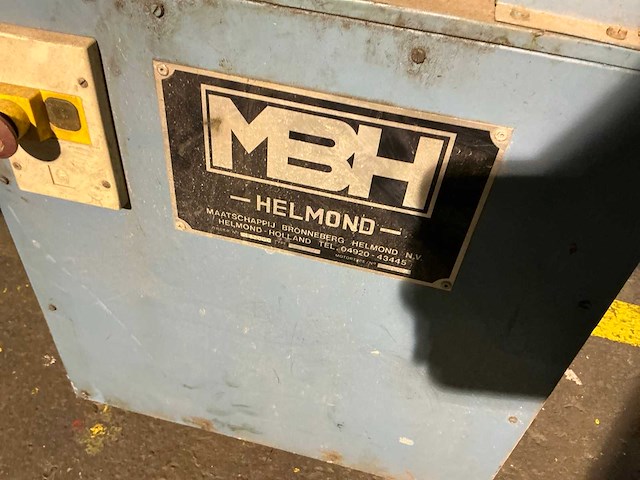 MBH
- HELMOND -
MAATSCHAPPIJ BRONNEBERG HELMOND N.V.
HELMOND - HOLLAND TEL. 04920 - 43445